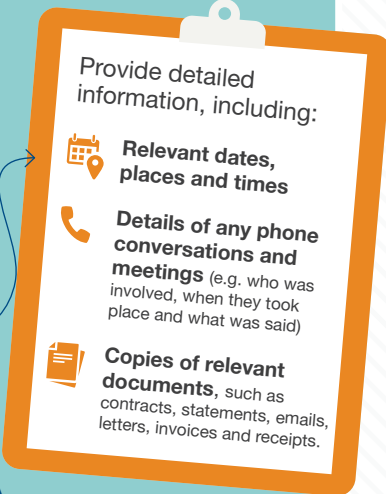 Provide detailed
information, including:
Relevant dates,
places and times
Details of any phone
conversations and
meetings (e.g. who was
involved, when they took
place and what was said)
Copies of relevant
documents, such as
contracts, statements, emails,
letters, invoices and receipts.